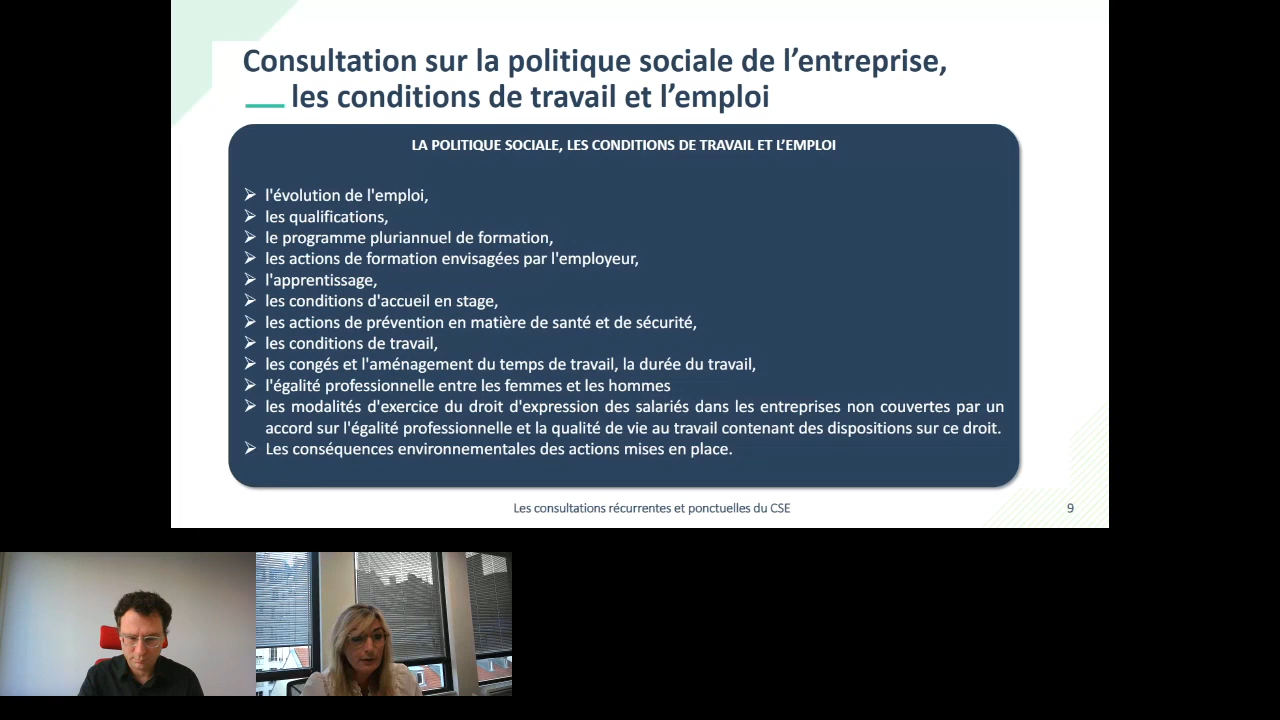 Consultation sur la politique sociale de l’entreprise,
les conditions de travail et l’emploi
LA POLITIQUE SOCIALE, LES CONDITIONS DE TRAVAIL ET L’EMPLOI
➢ l'évolution de l'emploi,
➢ les qualifications,
➢ le programme pluriannuel de formation,
➢ les actions de formation envisagées par l'employeur,
➢ l'apprentissage,
➢ les conditions d'accueil en stage,
➢ les actions de prévention en matière de santé et de sécurité,
➢ les conditions de travail,
➢ les congés et l'aménagement du temps de travail, la durée du travail,
➢ l'égalité professionnelle entre les femmes et les hommes
➢ les modalités d'exercice du droit d'expression des salariés dans les entreprises non couvertes par un
accord sur l'égalité professionnelle et la qualité de vie au travail contenant des dispositions sur ce droit.
➢ Les conséquences environnementales des actions mises en place.
Les consultations récurrentes et ponctuelles du CSE
9